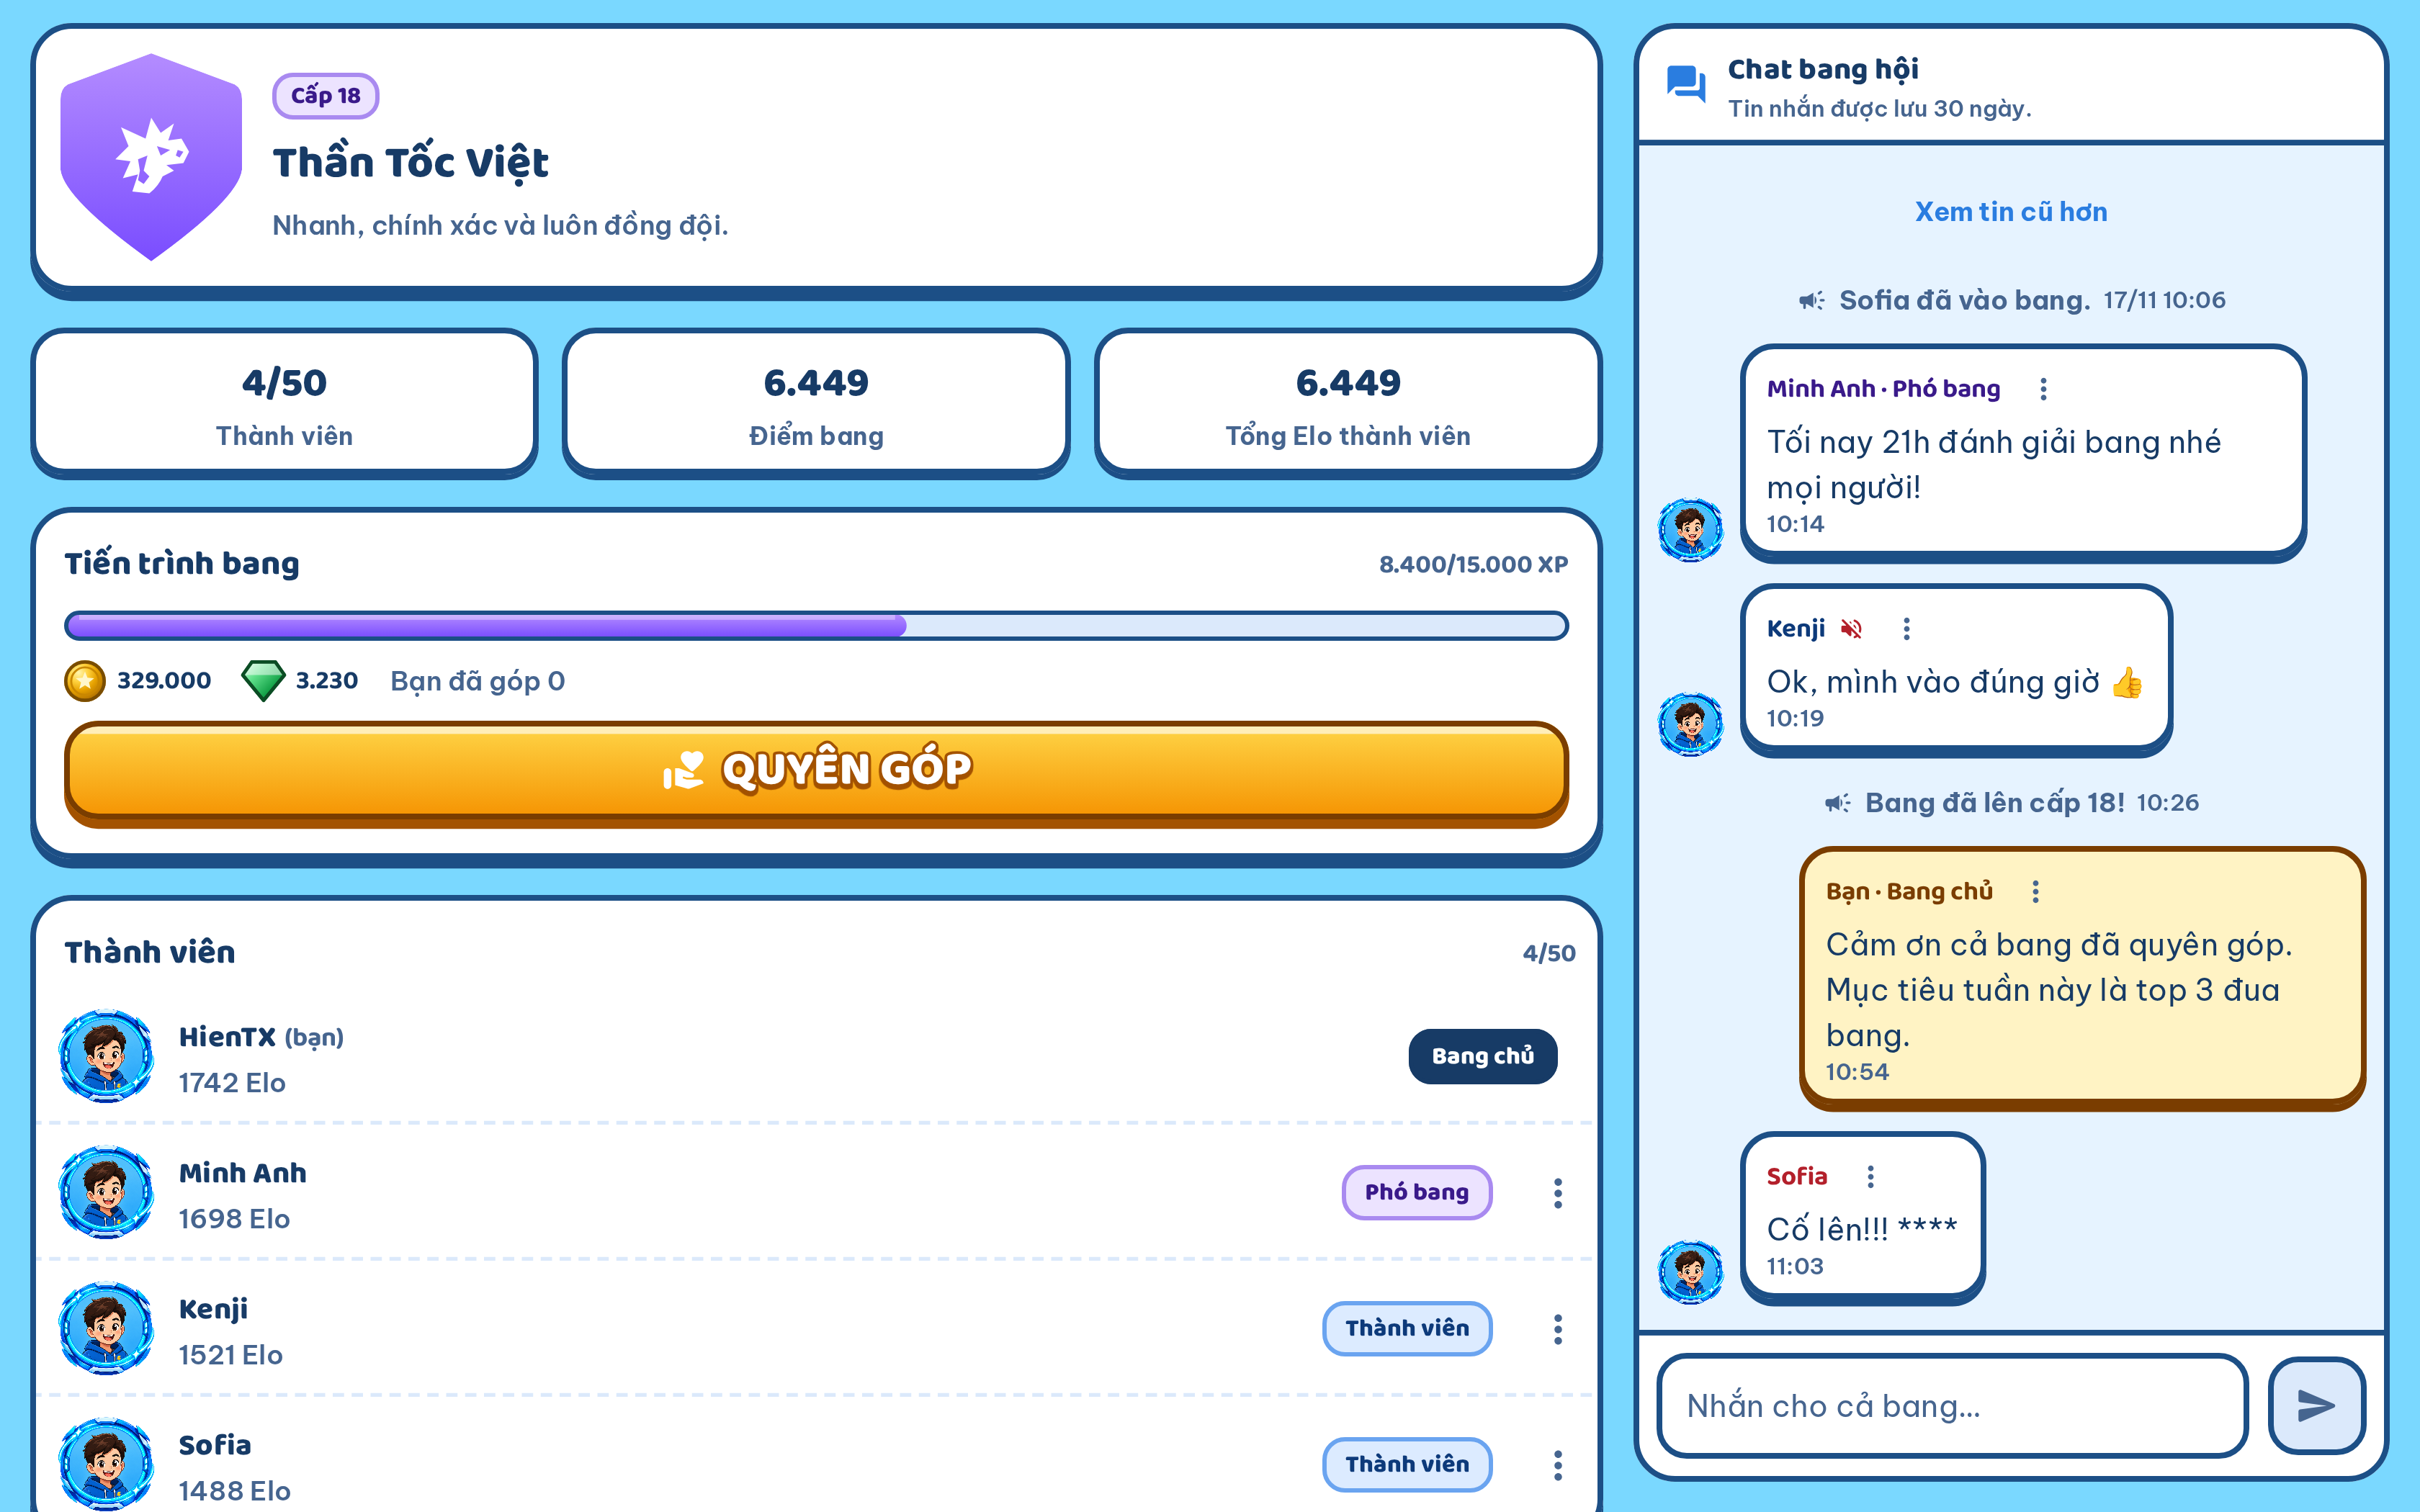 Cấp 18
Thần Tốc Việt
Nhanh, chính xác và luôn đồng đội.
4/50
Thành viên
6.449
Điểm bang
6.449
Tổng Elo thành viên
Tiến trình bang
8.400/15.000 XP
329.000
3.230
Bạn đã góp 0
QUYÊN GÓP
Thành viên
4/50
HienTX (bạn)
1742 Elo
Bang chủ
Minh Anh
1698 Elo
Phó bang
Kenji
1521 Elo
Thành viên
Sofia
1488 Elo
Thành viên
Chat bang hội
Tin nhắn được lưu 30 ngày.
Xem tin cũ hơn
Sofia đã vào bang. 17/11 10:06
Minh Anh · Phó bang
Tối nay 21h đánh giải bang nhé
mọi người!
10:14
Kenji
Ok, mình vào đúng giờ 👍
10:19
Bang đã lên cấp 18! 10:26
Bạn · Bang chủ
Cảm ơn cả bang đã quyên góp.
Mục tiêu tuần này là top 3 đua
bang.
10:54
Sofia
Cố lên!!! ****
11:03
Nhắn cho cả bang...